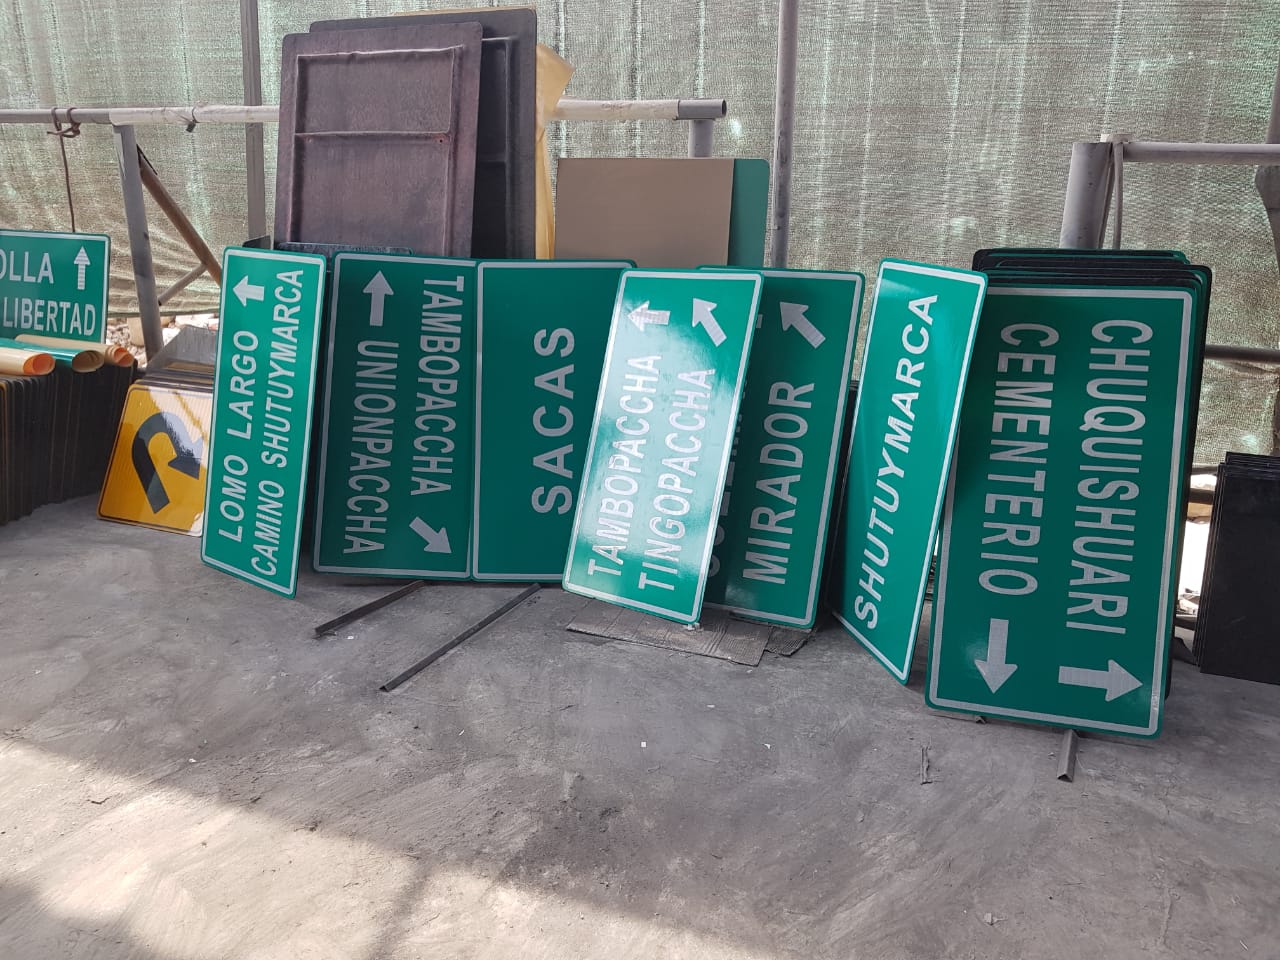 OLLA
LIBERTAD
LOMO LARGO
CAMINO SHUTUYMARCA
TAMBOPACCHA
UNIONPACCHA
SACAS
TAMBOPACCHA
TINGOPACCHA
MIRADOR
SHUTUYMARCA
CHUQUISHUARI
CEMENTERIO